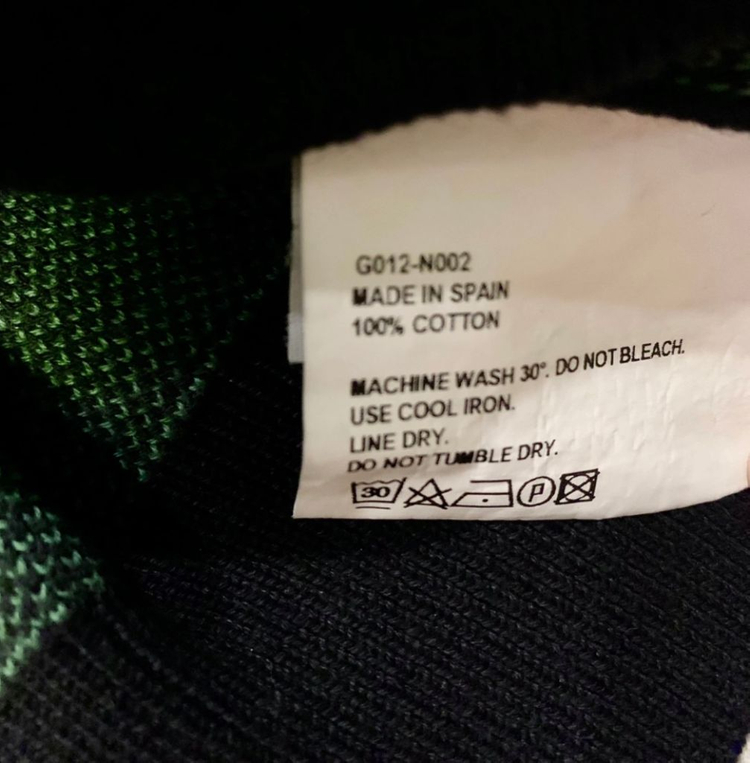 G012-N002
MADE IN SPAIN
100% COTTON
MACHINE WASH 30°. DO NOT BLEACH.
USE COOL IRON.
LINE DRY.
DO NOT TUMBLE DRY.
30 P